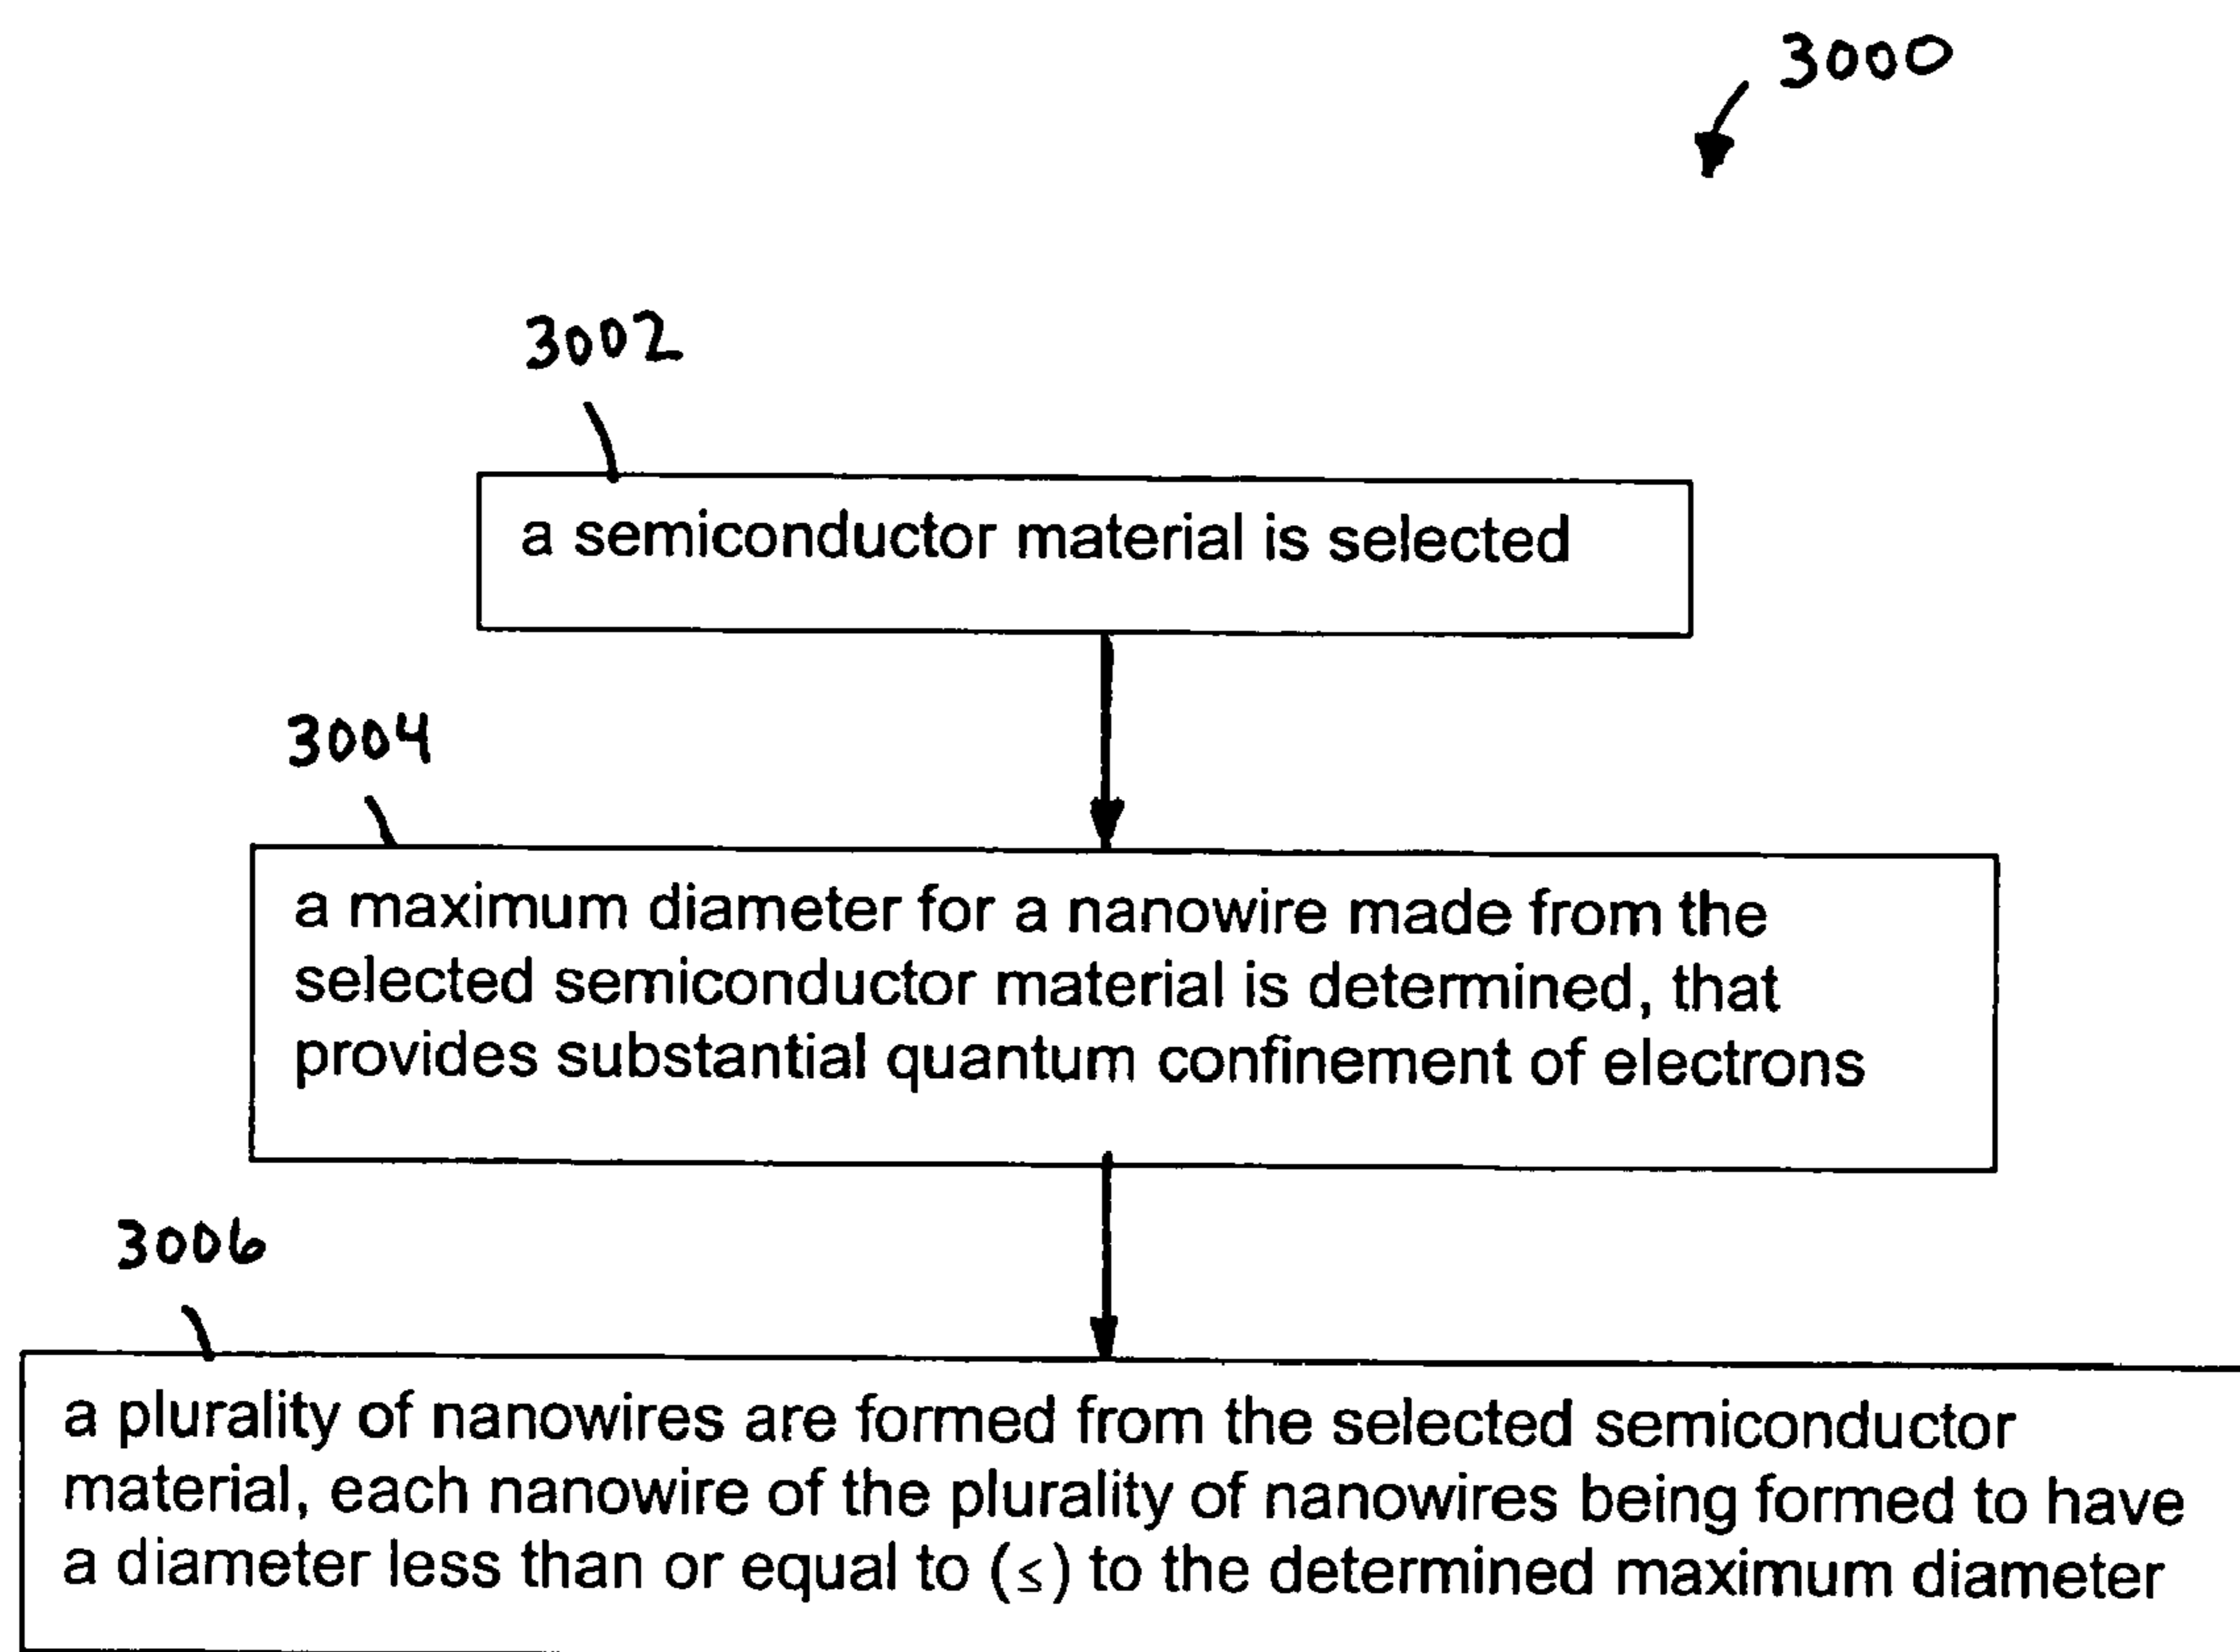 3000
3002
a semiconductor material is selected
3004
a maximum diameter for a nanowire made from the
selected semiconductor material is determined, that
provides substantial quantum confinement of electrons
3006
a plurality of nanowires are formed from the selected semiconductor
material, each nanowire of the plurality of nanowires being formed to have
a diameter less than or equal to (≤) to the determined maximum diameter